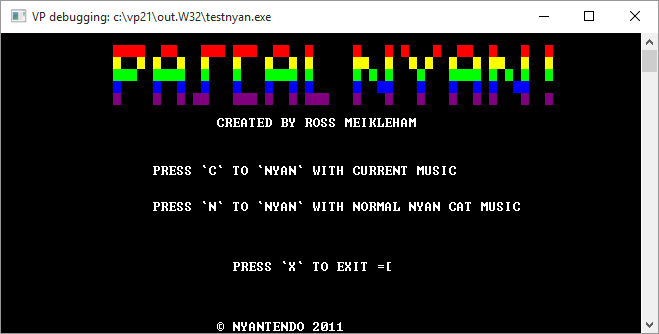 VP debugging: c:\vp21\out.W32\testnyan.exe
PASCAL NYAN!
CREATED BY ROSS MEIKLEHAM
PRESS `C` TO `NYAN` WITH CURRENT MUSIC
PRESS `N` TO `NYAN` WITH NORMAL NYAN CAT MUSIC
PRESS `X` TO EXIT =[
© NYANTENDO 2011